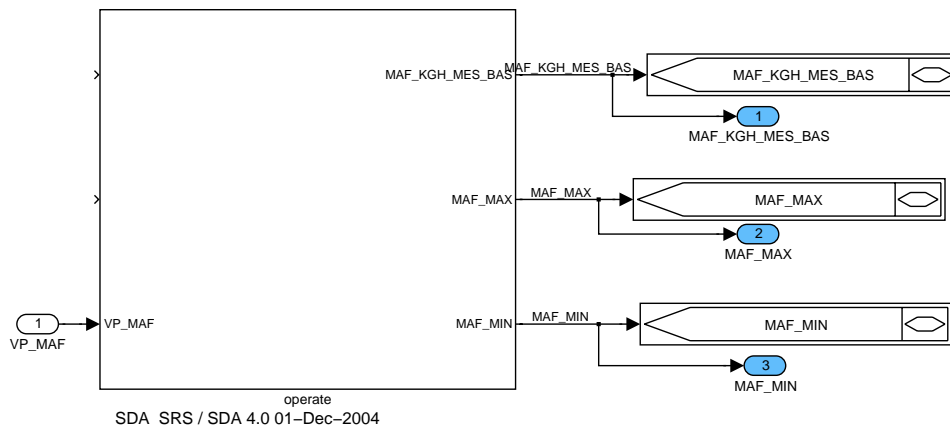 MAF_KGH_MES_BAS MAF_KGH_MES_BAS MAF_KGH_MES_BAS
1
MAF_KGH_MES_BAS
MAF_MAX MAF_MAX MAF_MAX
2
MAF_MAX
1 VP_MAF MAF_MIN MAF_MIN MAF_MIN
VP_MAF
3
MAF_MIN
operate
SDA SRS / SDA 4.0 01−Dec−2004